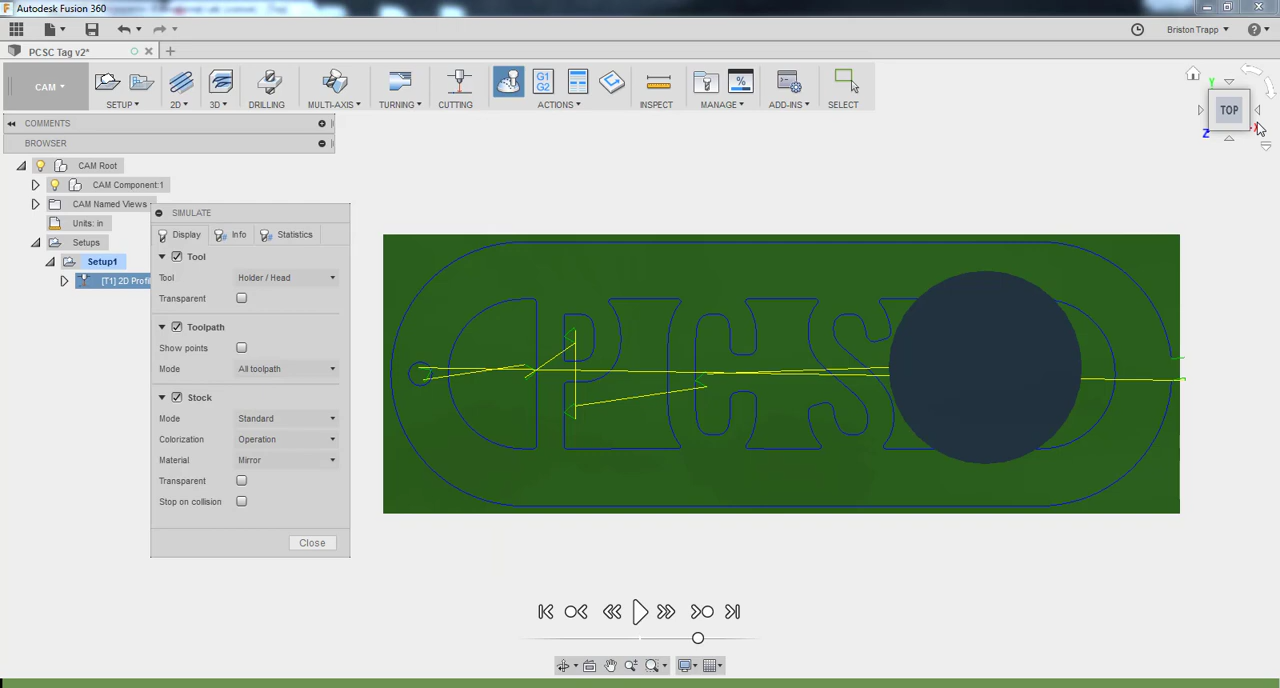 Autodesk Fusion 360
Briston Trapp
PCSC Tag v2*
CAM
SETUP
2D
3D
DRILLING
MULTI-AXIS
TURNING
CUTTING
G1
G2
ACTIONS
INSPECT
MANAGE
ADD-INS
SELECT
Y
TOP
Z
X
COMMENTS
BROWSER
CAM Root
CAM Component:1
CAM Named Views
Units: in
Setups
Setup1
[T1] 2D Profil
SIMULATE
Display
Info
Statistics
Tool
Tool Holder / Head
Transparent
Toolpath
Show points
Mode All toolpath
Stock
Mode Standard
Colorization Operation
Material Mirror
Transparent
Stop on collision
Close
PCS